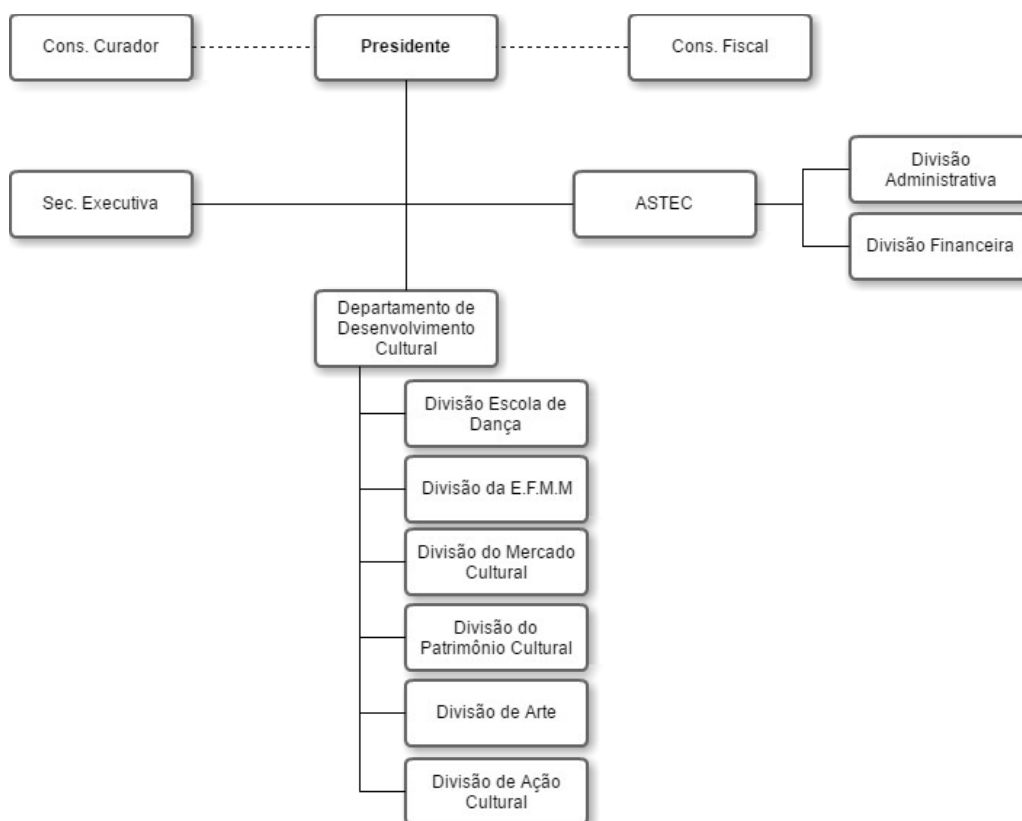 Cons. Curador
Presidente
Cons. Fiscal
Sec. Executiva
ASTEC
Divisão
Administrativa
Divisão Financeira
Departamento de
Desenvolvimento
Cultural
Divisão Escola de
Dança
Divisão da E.F.M.M
Divisão do Mercado
Cultural
Divisão do
Patrimônio Cultural
Divisão de Arte
Divisão de Ação
Cultural